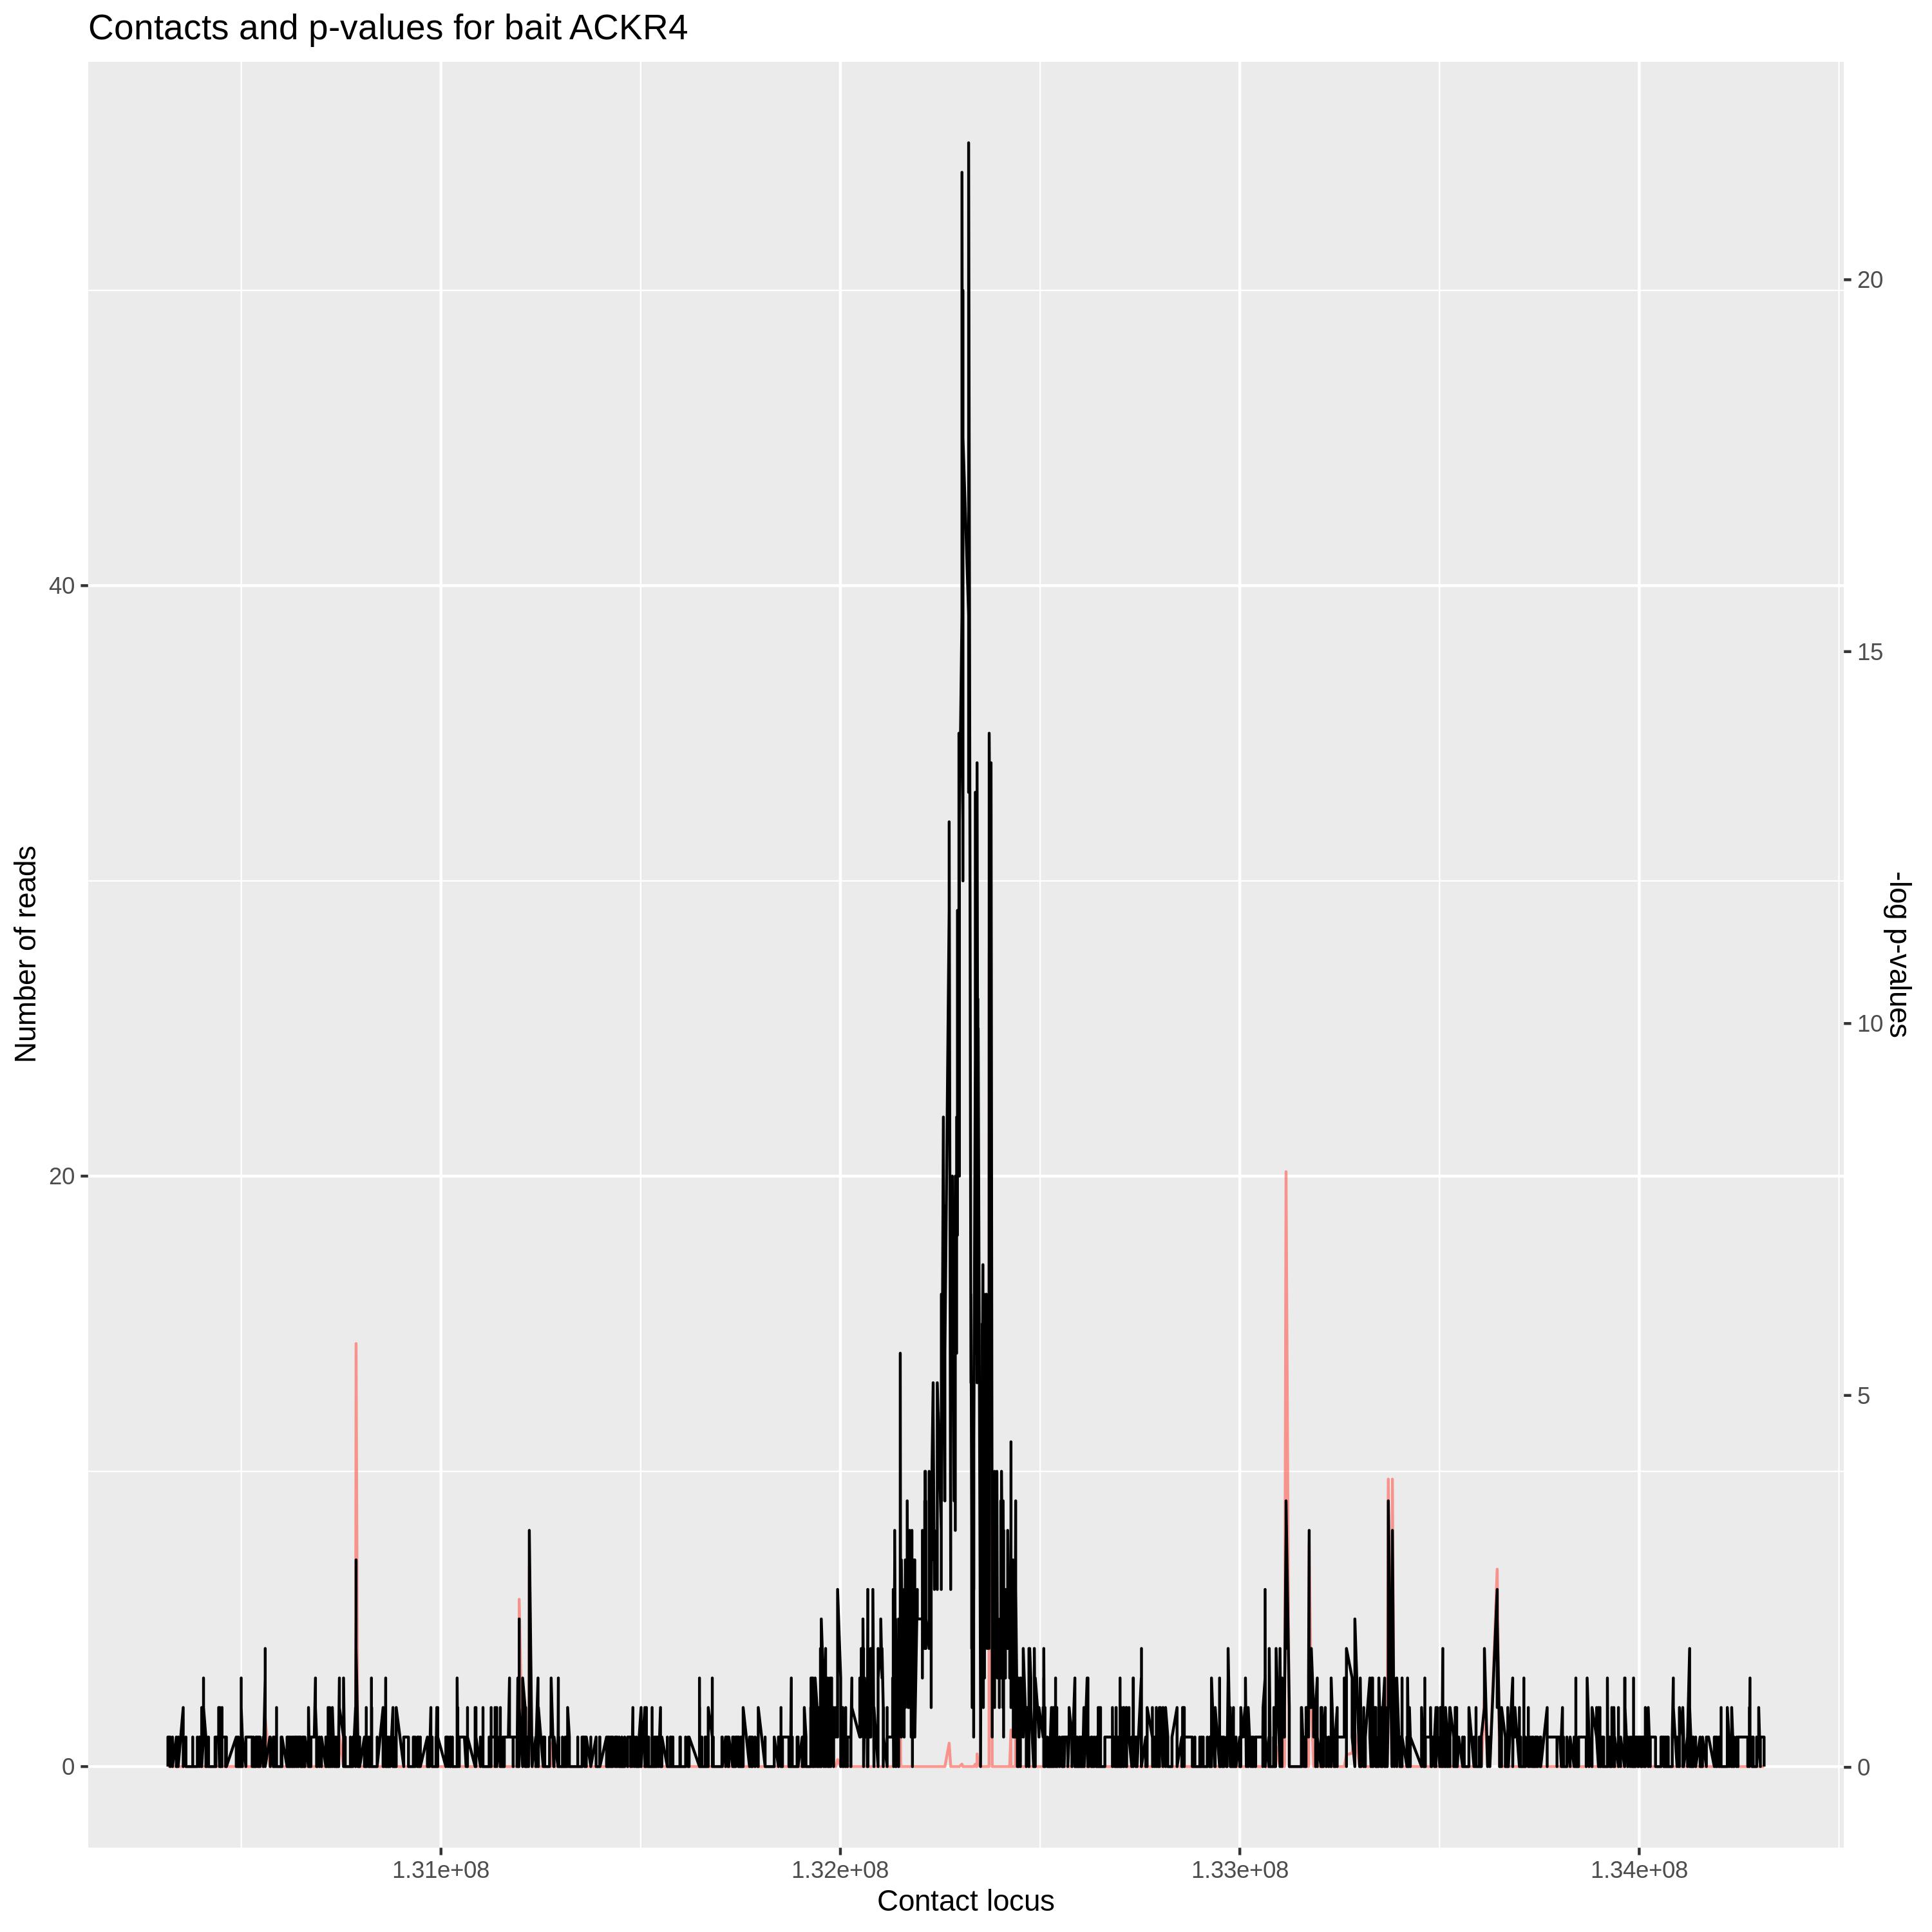 Contacts and p-values for bait ACKR4
Number of reads
40
20
0
20
15
10
5
0
-log p-values
1.31e+08 1.32e+08 1.33e+08 1.34e+08
Contact locus